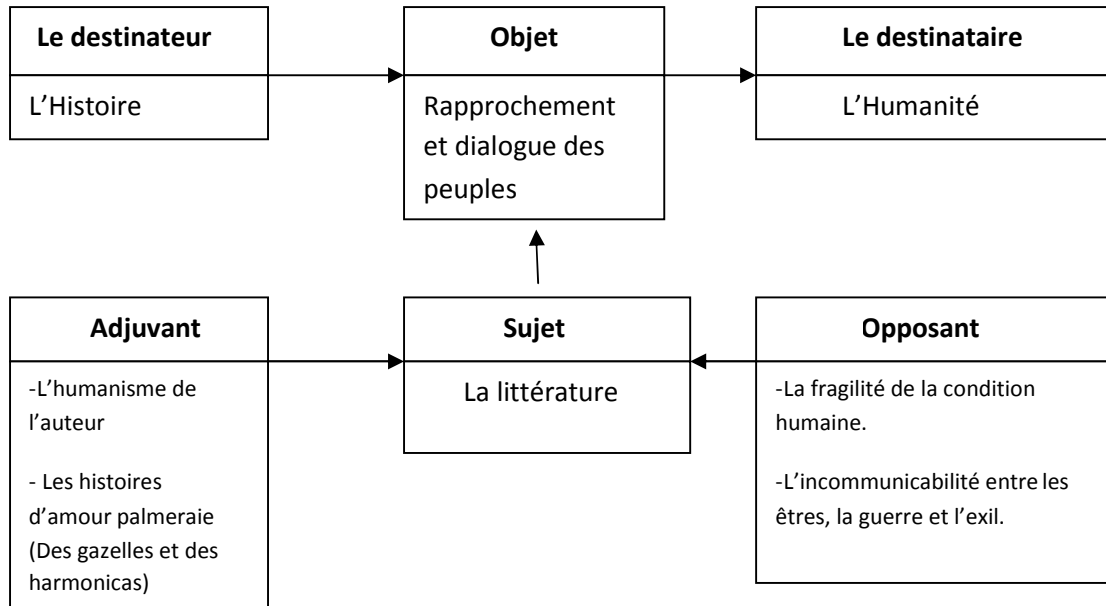 Le destinateur
L’Histoire
Objet
Rapprochement
et dialogue des
peuples
Le destinataire
L’Humanité
Adjuvant
-L’humanisme de
l’auteur
- Les histoires
d’amour palmeraie
(Des gazelles et des
harmonicas)
Sujet
La littérature
Opposant
-La fragilité de la condition
humaine.
-L’incommunicabilité entre les
êtres, la guerre et l’exil.